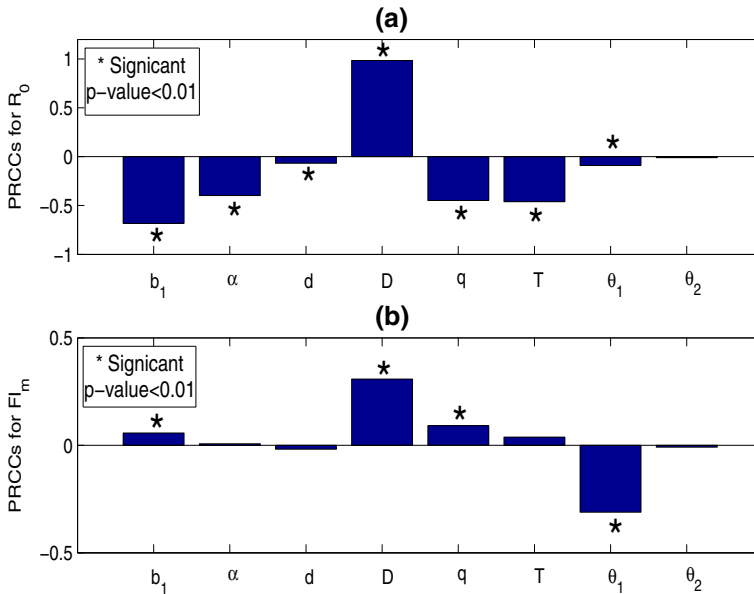 (a)
* Signicant
p−value<0.01
PRCCs for R₀
1
0.5
0
−0.5
−1
b₁ α d D q T θ₁ θ₂
(b)
* Signicant
p−value<0.01
PRCCs for FIₘ
0.5
0
−0.5
b₁ α d D q T θ₁ θ₂